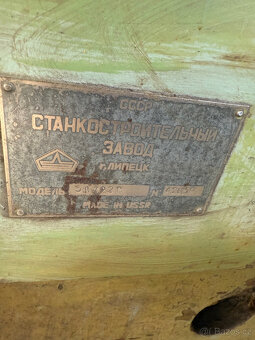 СССР
СТАНКОСТРОИТЕЛЬНЫЙ
ЗАВОД
г. ЛИПЕЦК
МОДЕЛЬ
MADE IN USSR